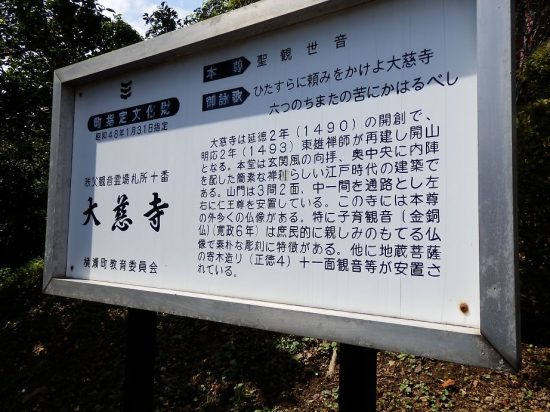 町指定文化財
昭和48年1月31日指定
秩父観音霊場札所十番
大慈寺
横瀬町教育委員会
本尊 聖観世音
御詠歌 ひたすらに頼みをかけよ大慈寺
六つのちまたの苦にかはるべし
大慈寺は延徳2年(1490)の開創で、
明応2年(1493)東雄禅師が再建し開山
となる。本堂は玄関風の向拝、奥中央に内陣
を配した簡素な禅刹らしい江戸時代の建築で
ある。山門は3間2面、中一間を通路とし左
右に仁王尊を安置している。この寺には本尊
の外多くの仏像がある。特に子育観音(金銅
仏)(寛政6年)は庶民的に親しみのもてる仏
像で素朴な彫刻に特徴がある。他に地蔵菩薩
の寄木造り(正徳4)十一面観音等が安置さ
れている。